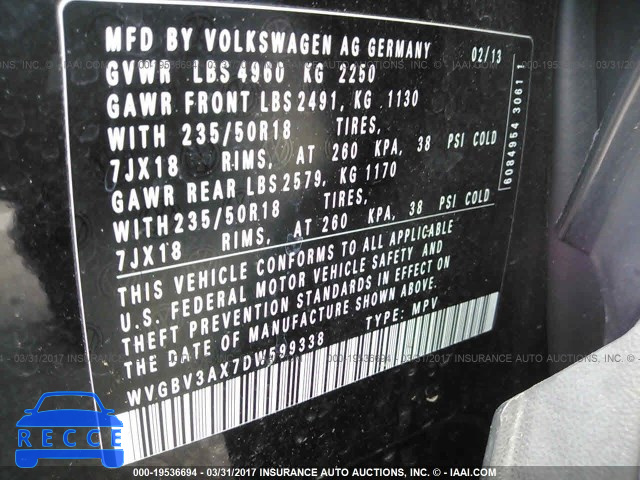 MFD BY VOLKSWAGEN AG GERMANY 02/13
GVWR LBS 4960 KG 2250
GAWR FRONT LBS 2491, KG 1130
WITH 235/50R18 TIRES,
7JX18 RIMS, AT 260 KPA, 38 PSI COLD
GAWR REAR LBS 2579, KG 1170
WITH 235/50R18 TIRES,
7JX18 RIMS, AT 260 KPA, 38 PSI COLD
THIS VEHICLE CONFORMS TO ALL APPLICABLE
U.S. FEDERAL MOTOR VEHICLE SAFETY AND
THEFT PREVENTION STANDARDS IN EFFECT ON
THE DATE OF MANUFACTURE SHOWN ABOVE.
WVGBV3AX7DW599338 TYPE: MPV
6084964 3061
RECCE
000-19536694 - 03/31/2017 INSURANCE AUTO AUCTIONS, INC. - © IAAI.COM